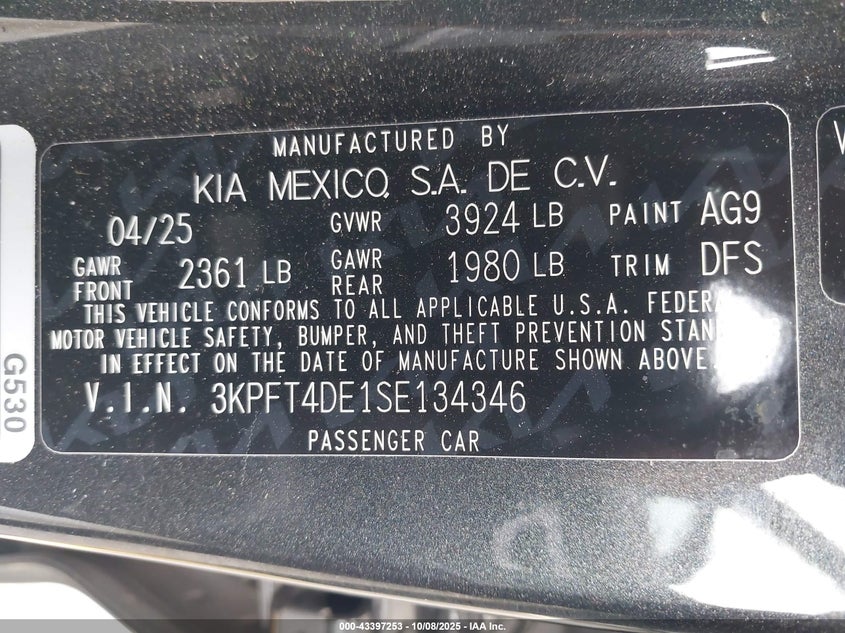 MANUFACTURED BY
KIA MEXICO, S.A. DE C.V.
04/25 GVWR 3924 LB PAINT AG9
GAWR FRONT 2361 LB GAWR REAR 1980 LB TRIM DFS
THIS VEHICLE CONFORMS TO ALL APPLICABLE U.S.A.
MOTOR VEHICLE SAFETY, BUMPER, AND THEFT PREVENTION
IN EFFECT ON THE DATE OF MANUFACTURE SHOWN ABOVE.
V.I.N. 3KPFT4DE1SE134346
PASSENGER CAR
G530
000-43397253 - 10/08/2025 - IAA Inc.